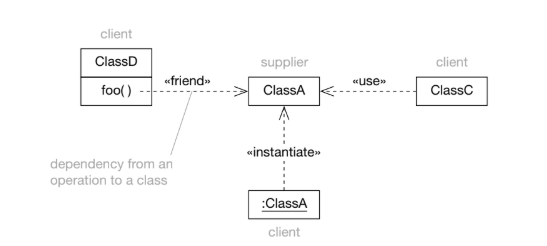 client
ClassD
foo( )
«friend»
supplier
ClassA
«use»
client
ClassC
dependency from an
operation to a class
«instantiate»
:ClassA
client